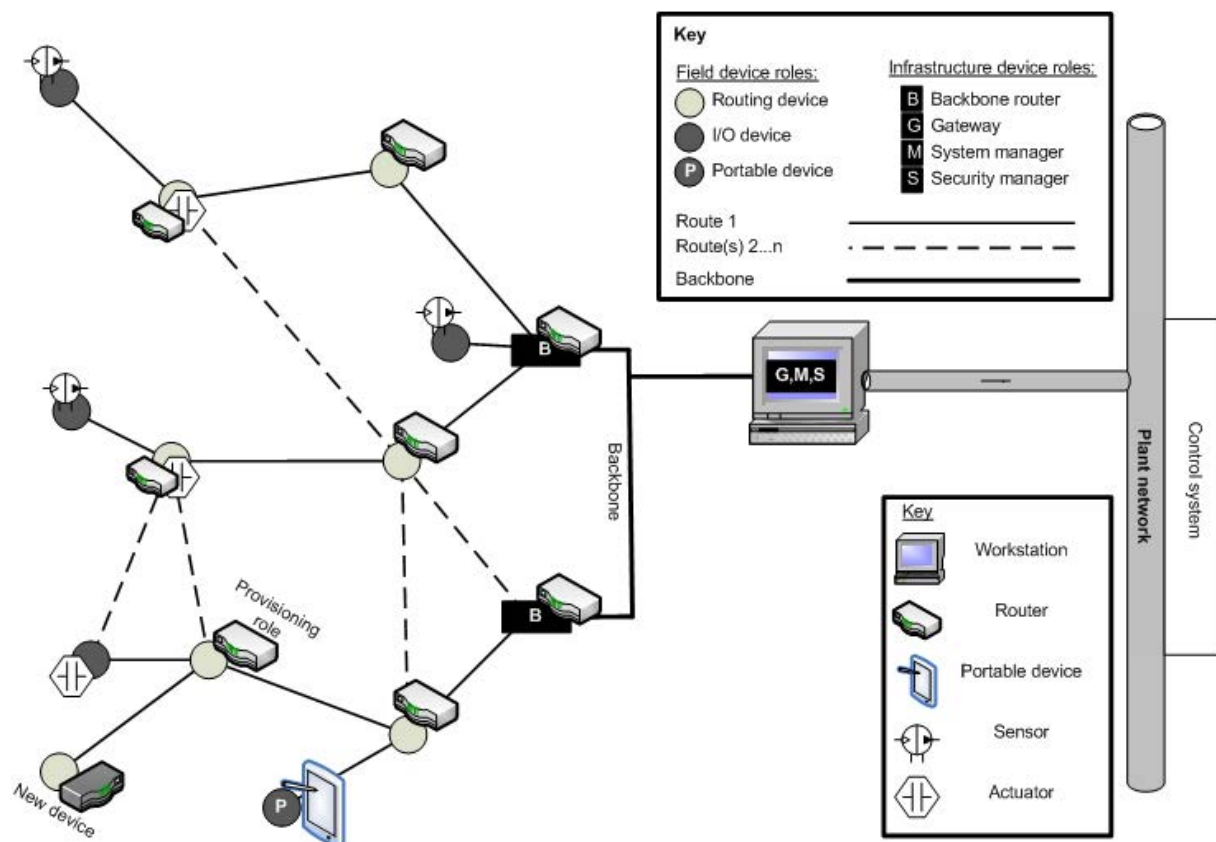 Key
Field device roles:
Routing device
I/O device
P Portable device
Infrastructure device roles:
B Backbone router
G Gateway
M System manager
S Security manager
Route 1
Route(s) 2...n
Backbone
B
G,M,S
Backbone
Plant network
Control system
B
Provisioning
role
New device
P
Key
Workstation
Router
Portable device
Sensor
Actuator